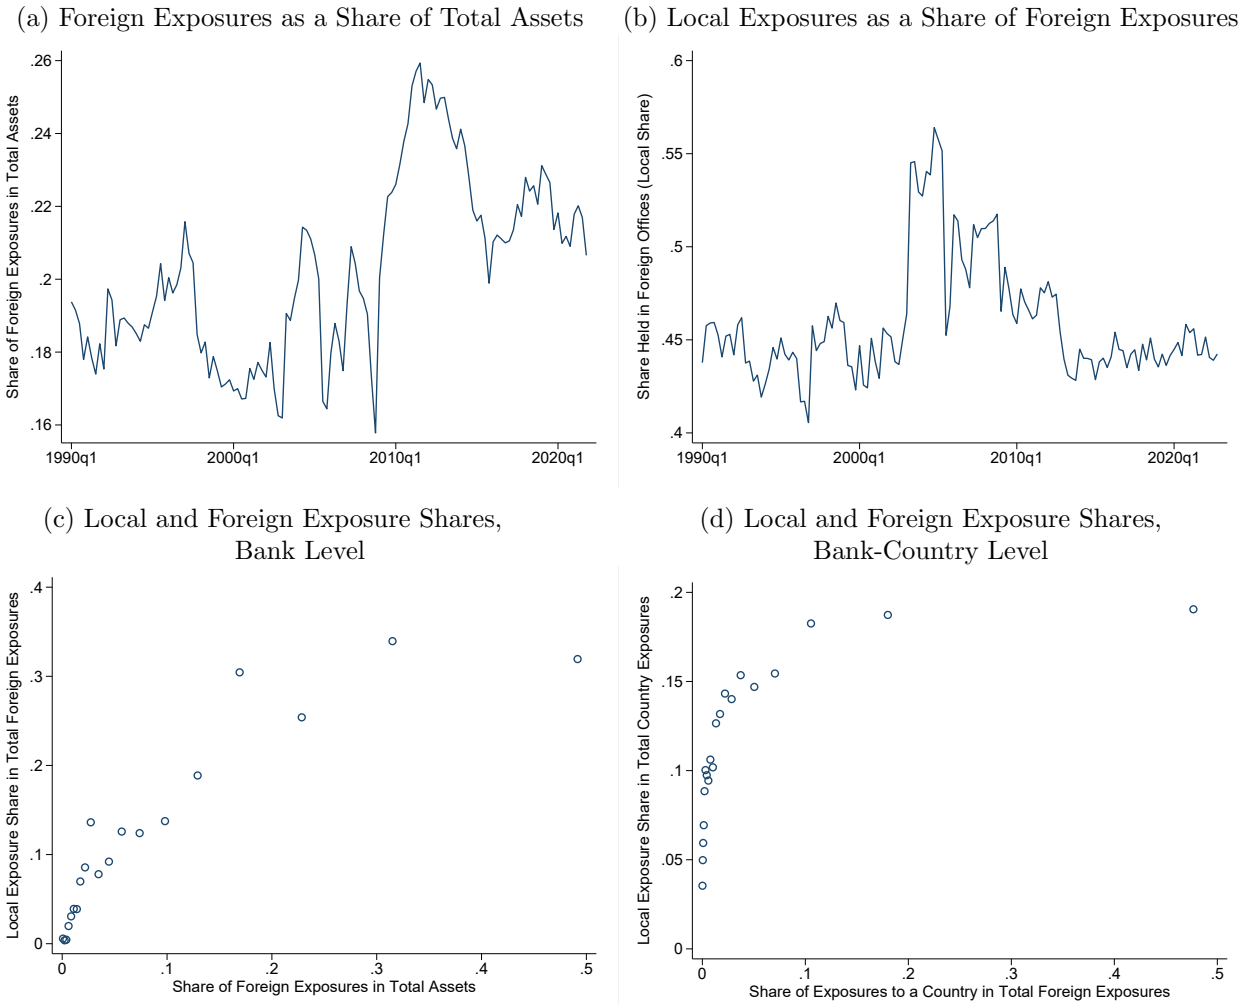 (a) Foreign Exposures as a Share of Total Assets
Share of Foreign Exposures in Total Assets
.26
.24
.22
.2
.18
.16
1990q1 2000q1 2010q1 2020q1
(b) Local Exposures as a Share of Foreign Exposures
Share Held in Foreign Offices (Local Share)
.6
.55
.5
.45
.4
1990q1 2000q1 2010q1 2020q1
(c) Local and Foreign Exposure Shares,
Bank Level
Local Exposure Share in Total Foreign Exposures
.4
.3
.2
.1
0
0 .1 .2 .3 .4 .5
Share of Foreign Exposures in Total Assets
(d) Local and Foreign Exposure Shares,
Bank-Country Level
Local Exposure Share in Total Country Exposures
.2
.15
.1
.05
0
0 .1 .2 .3 .4 .5
Share of Exposures to a Country in Total Foreign Exposures